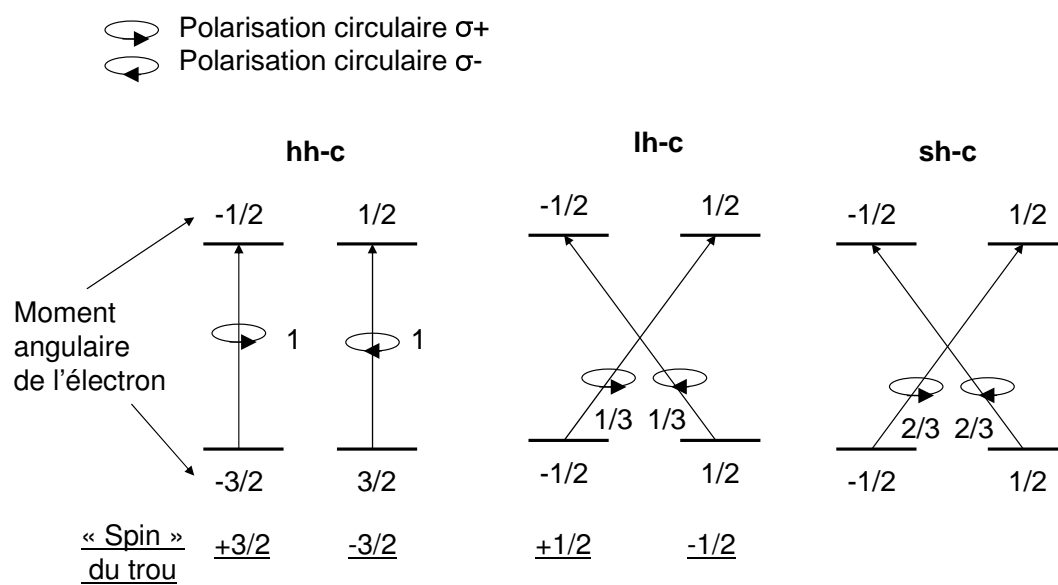 Polarisation circulaire σ+
Polarisation circulaire σ-
hh-c
lh-c
sh-c
-1/2
1/2
-1/2
1/2
-1/2
1/2
Moment
angulaire
de l'électron
1
1
1/3
1/3
2/3
2/3
-3/2
3/2
-1/2
1/2
-1/2
1/2
« Spin »
du trou
+3/2
-3/2
+1/2
-1/2